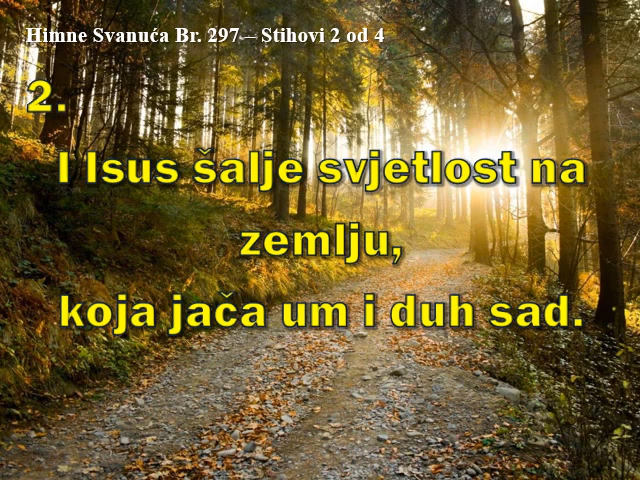 Himne Svanuća Br. 297 – Stihovi 2 od 4
2.
I Isus šalje svjetlost na
zemlju,
koja jača um i duh sad.